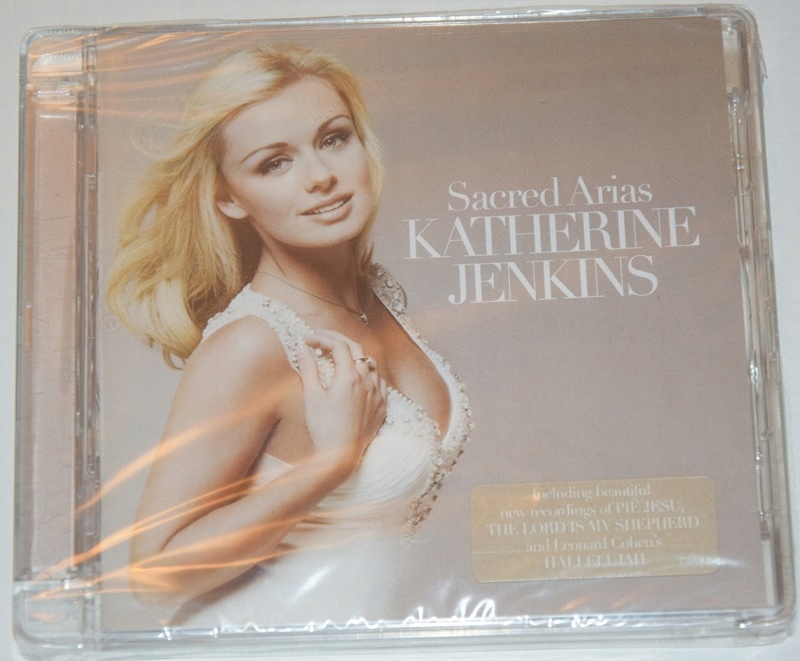 Sacred Arias
KATHERINE
JENKINS
Including beautiful
new recordings of PIE JESU,
THE LORD IS MY SHEPHERD
and Leonard Cohen's
HALLELUJAH